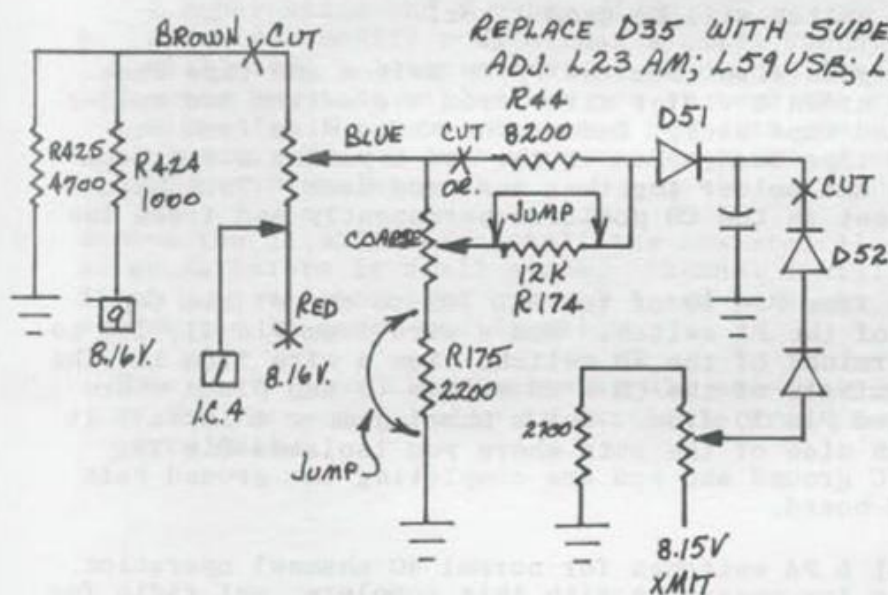 REPLACE D35 WITH SUPE
ADJ. L23 AM; L59 USB; L
BROWN CUT
R44
8200
D51
BLUE
CUT
OR
CUT
R425
4700
R424
1000
JUMP
COARSE
12K
R174
D52
9
8.16V.
RED
8.16V.
1
I.C.4
R175
2200
JUMP
2200
8.15V
XMIT